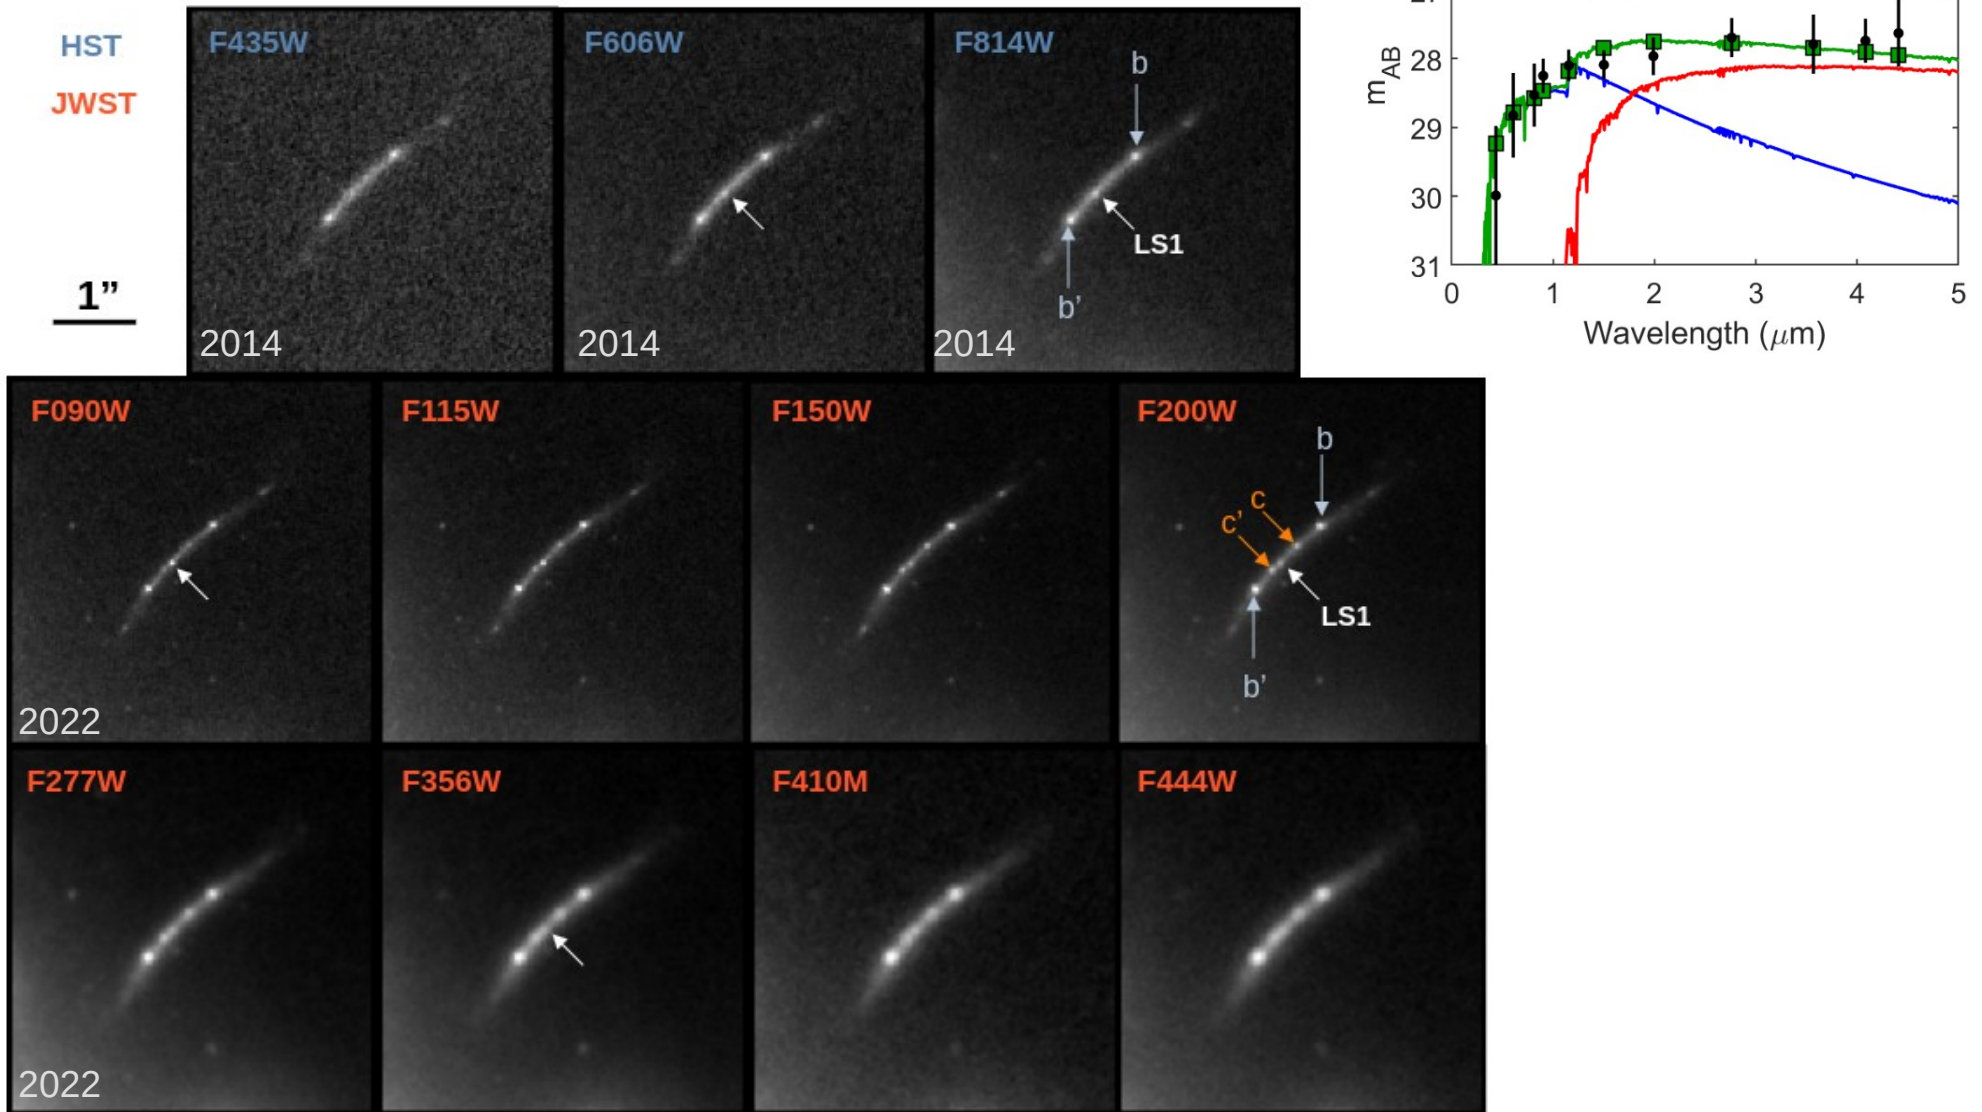 HST
JWST
1”
F435W
2014
F606W
2014
F814W
b
LS1
b’
2014
28
29
30
31
m AB
0 1 2 3 4 5
Wavelength (μm)
F090W
2022
F115W
F150W
F200W
b
c
c’
LS1
b’
F277W
2022
F356W
F410M
F444W